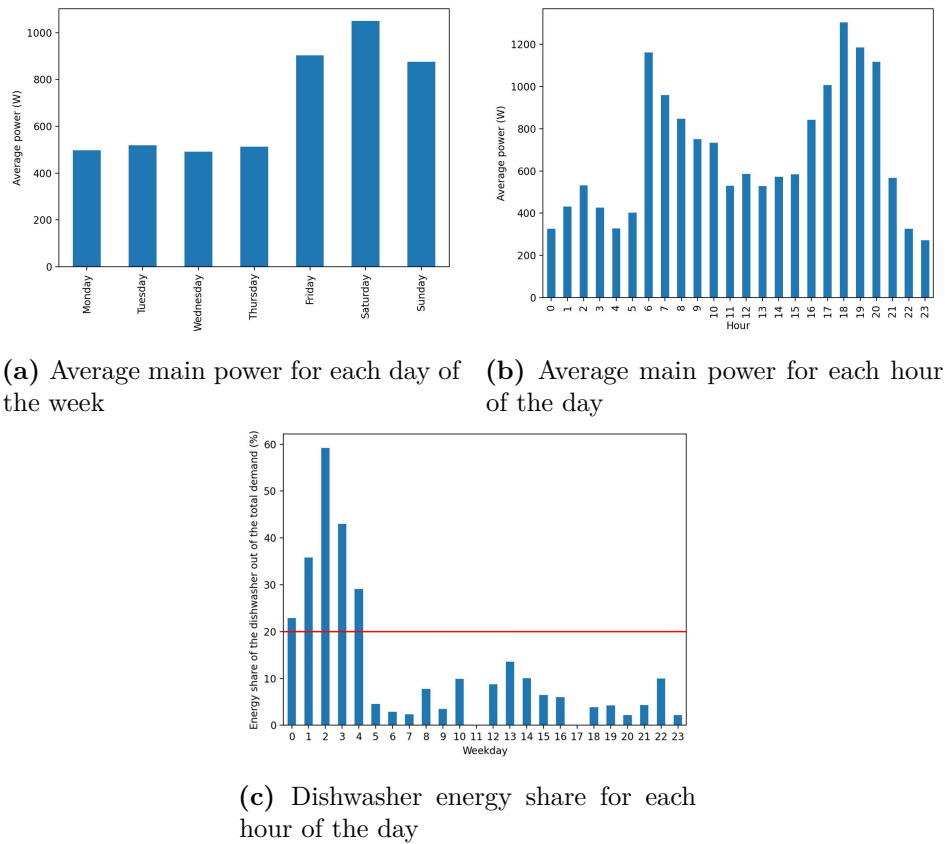 1000
800
600
400
200
0
Average power (W)
Monday
Tuesday
Wednesday
Thursday
Friday
Saturday
Sunday
1200
1000
800
600
400
200
0
Average power (W)
0 1 2 3 4 5 6 7 8 9 10 11 12 13 14 15 16 17 18 19 20 21 22 23
Hour
(a) Average main power for each day of
the week
(b) Average main power for each hour
of the day
60
50
40
30
20
10
0
Energy share of the dishwasher out of the total demand (%)
0 1 2 3 4 5 6 7 8 9 10 11 12 13 14 15 16 17 18 19 20 21 22 23
Weekday
(c) Dishwasher energy share for each
hour of the day